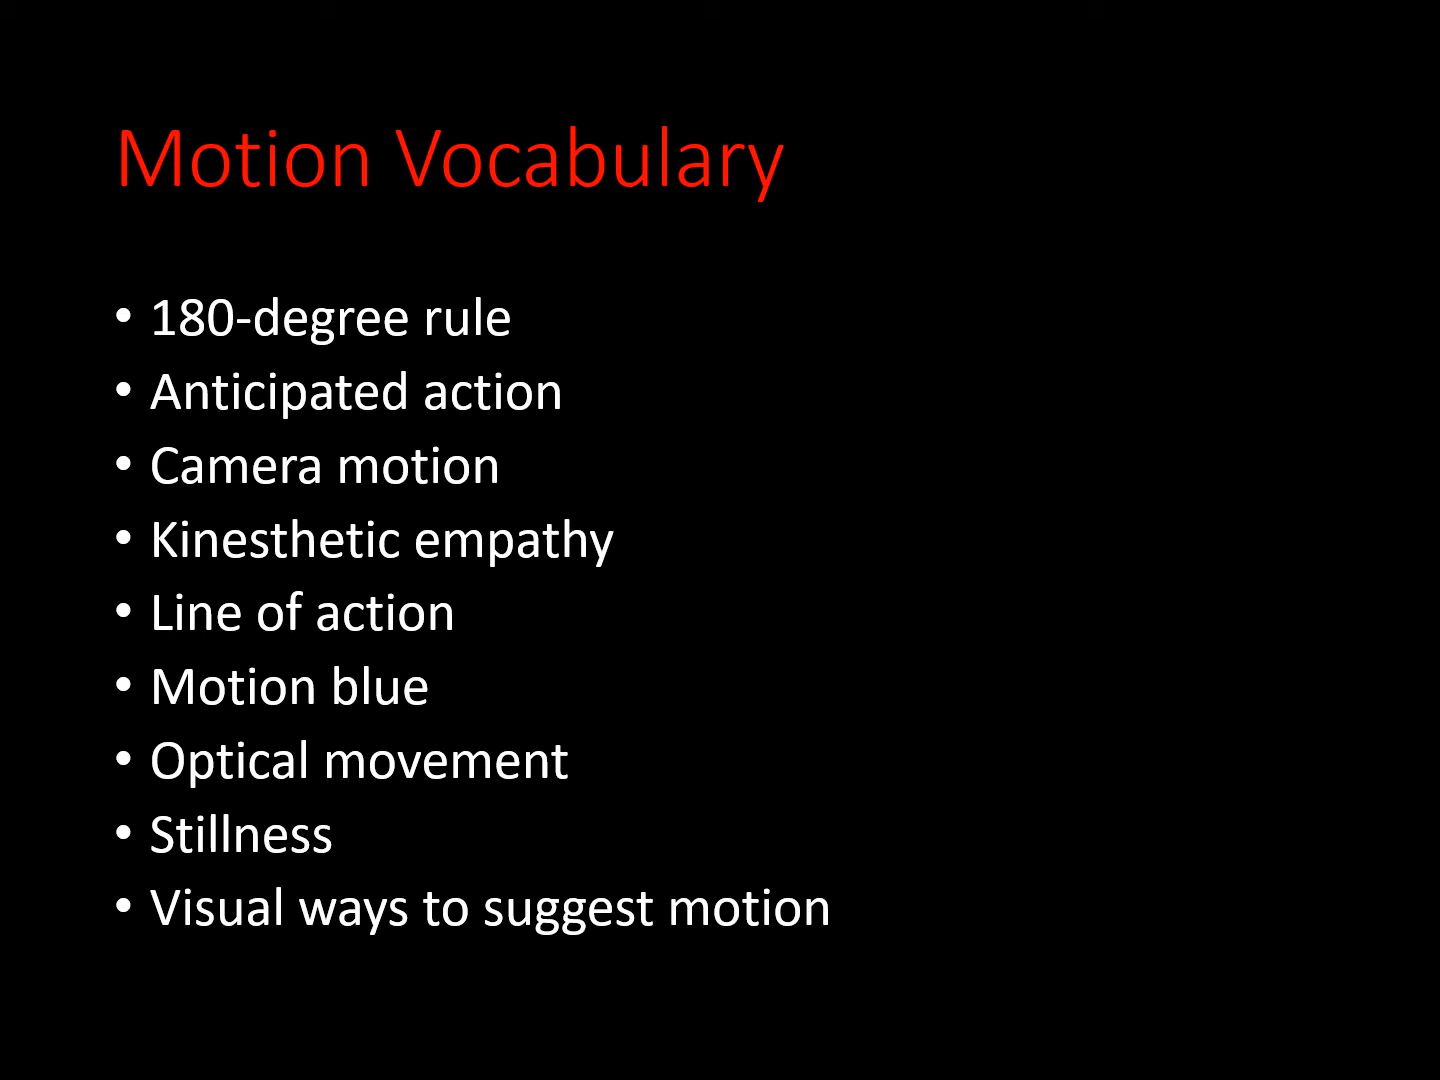 Motion Vocabulary
• 180-degree rule
• Anticipated action
• Camera motion
• Kinesthetic empathy
• Line of action
• Motion blue
• Optical movement
• Stillness
• Visual ways to suggest motion